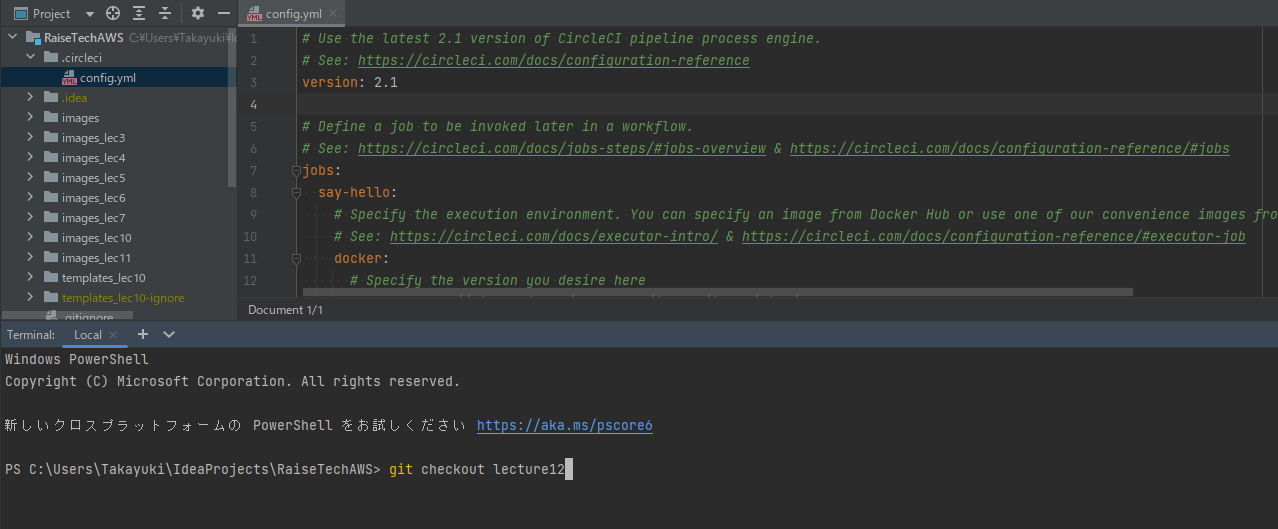 Project
config.yml
RaiseTechAWS C:¥Users¥Takayuki¥I
.circleci
config.yml
.idea
images
images_lec3
images_lec4
images_lec5
images_lec6
images_lec7
images_lec10
images_lec11
templates_lec10
templates_lec10-ignore
.gitignore
1 # Use the latest 2.1 version of CircleCI pipeline process engine.
2 # See: https://circleci.com/docs/configuration-reference
3 version: 2.1
4
5 # Define a job to be invoked later in a workflow.
6 # See: https://circleci.com/docs/jobs-steps/#jobs-overview & https://circleci.com/docs/configuration-reference/#jobs
7 jobs:
8 say-hello:
9 # Specify the execution environment. You can specify an image from Docker Hub or use one of our convenience images fro
10 # See: https://circleci.com/docs/executor-intro/ & https://circleci.com/docs/configuration-reference/#executor-job
11 docker:
12 # Specify the version you desire here
Document 1/1
Terminal: Local
Windows PowerShell
Copyright (C) Microsoft Corporation. All rights reserved.
新しいクロスプラットフォームの PowerShell をお試しください https://aka.ms/pscore6
PS C:\Users\Takayuki\IdeaProjects\RaiseTechAWS> git checkout lecture12